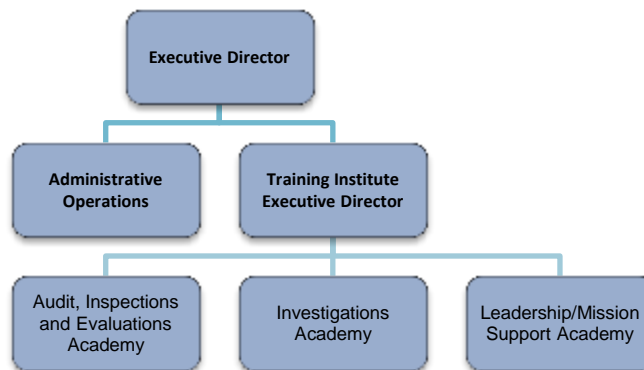 Executive Director
Administrative
Operations
Training Institute
Executive Director
Audit, Inspections
and Evaluations
Academy
Investigations
Academy
Leadership/Mission
Support Academy